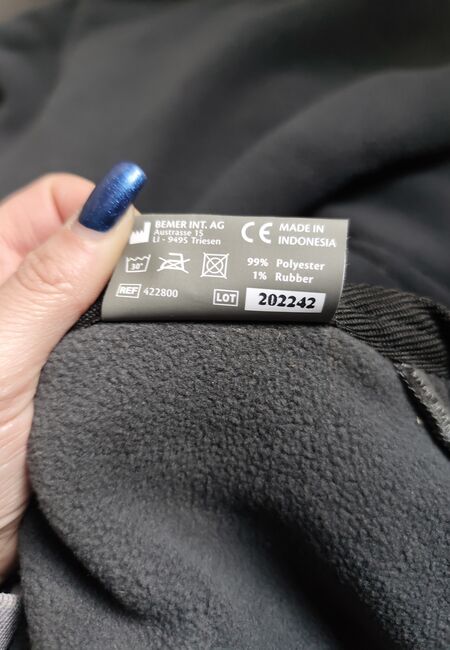 BEMER INT. AG
Austrasse 15
LI - 9495 Triesen
CE MADE IN
INDONESIA
30°
99% Polyester
1% Rubber
REF 422800
LOT 202242